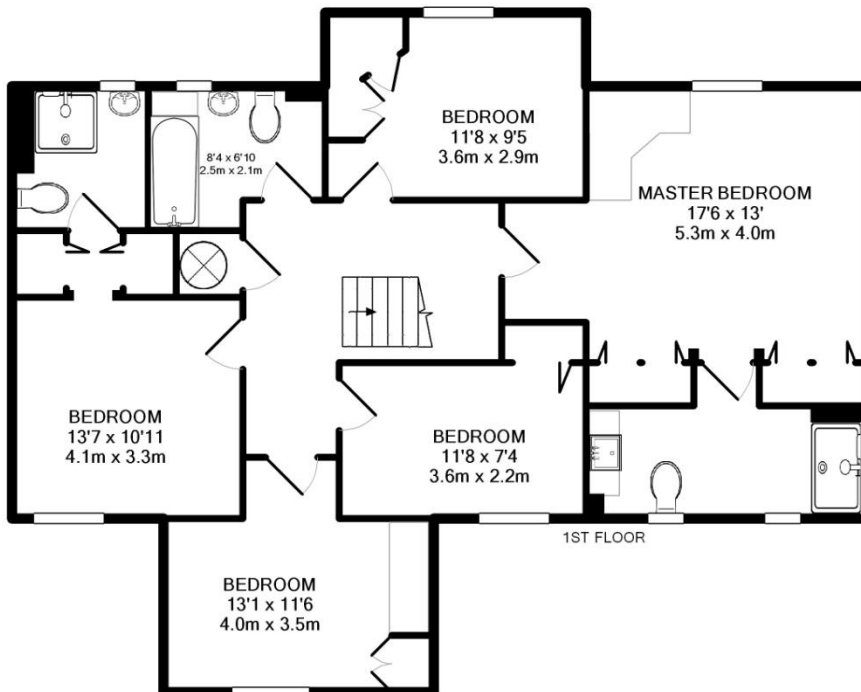 BEDROOM
11'8 x 9'5
3.6m x 2.9m
8'4 x 6'10
2.5m x 2.1m
MASTER BEDROOM
17'6 x 13'
5.3m x 4.0m
BEDROOM
13'7 x 10'11
4.1m x 3.3m
BEDROOM
11'8 x 7'4
3.6m x 2.2m
1ST FLOOR
BEDROOM
13'1 x 11'6
4.0m x 3.5m